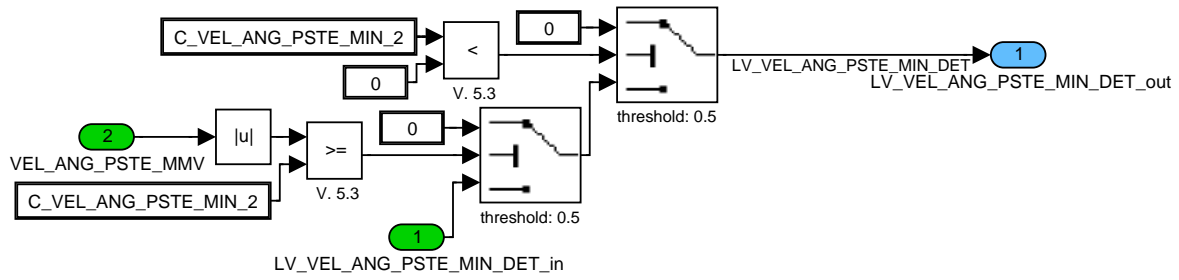 C_VEL_ANG_PSTE_MIN_2
0
<
V. 5.3
0
threshold: 0.5
LV_VEL_ANG_PSTE_MIN_DET
1
LV_VEL_ANG_PSTE_MIN_DET_out
2
VEL_ANG_PSTE_MMV
|u|
C_VEL_ANG_PSTE_MIN_2
>=
V. 5.3
0
threshold: 0.5
1
LV_VEL_ANG_PSTE_MIN_DET_in